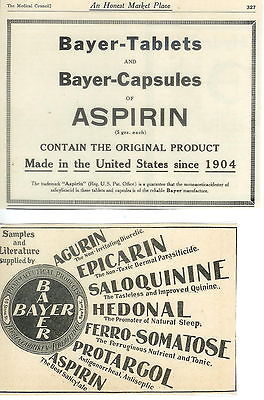 The Medical Council
An Honest Market Place
327
Bayer-Tablets
AND
Bayer-Capsules
OF
ASPIRIN
(5 grs. each)
CONTAIN THE ORIGINAL PRODUCT
Made in the United States since 1904
The trademark "Aspirin" (Reg. U.S. Pat. Office) is a guarantee that the monoaceticacidester of
salicylicacid in these tablets and capsules is of the reliable Bayer manufacture.
Samples
and
Literature
supplied by
BAYER
BAYER
AGURIN
The Non-Irritating Diuretic.
EPICARIN
The Non-Toxic Dermal Parasiticide.
SALOQUININE
The Tasteless and Improved Quinine.
HEDONAL
The Promoter of Natural Sleep.
FERRO-SOMATOSE
The Ferruginous Nutrient and Tonic.
PROTARGOL
Antigonorrheal, Antiseptic
ASPIRIN
The Best Salicylate.